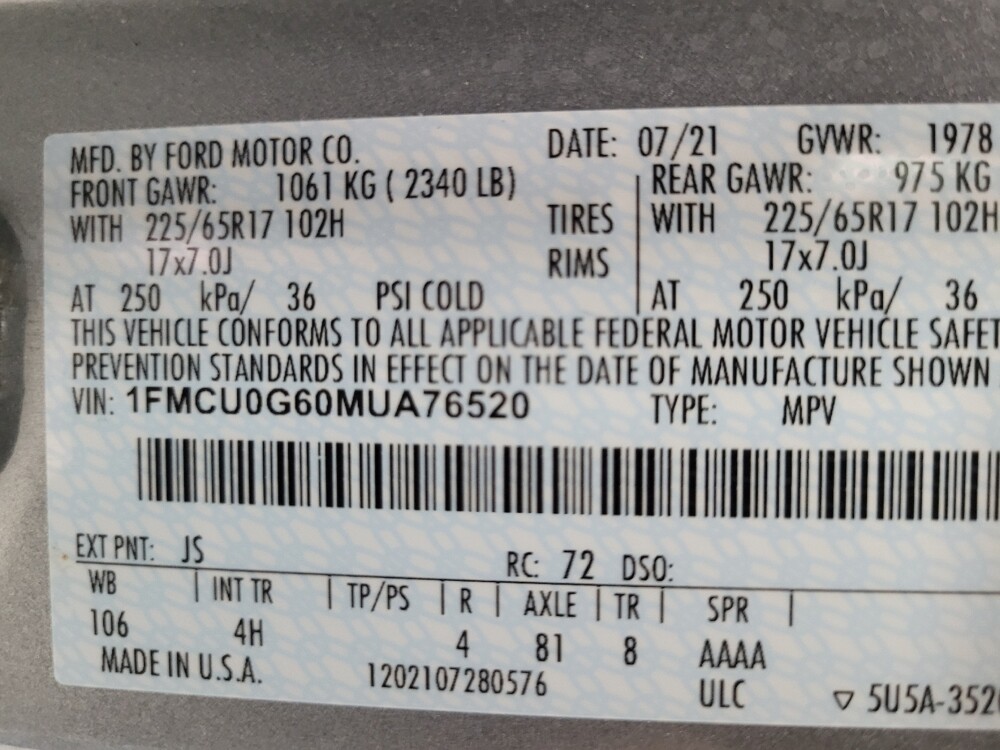 MFD. BY FORD MOTOR CO. DATE: 07/21 GVWR: 1978
FRONT GAWR: 1061 KG ( 2340 LB) REAR GAWR: 975 KG
WITH 225/65R17 102H TIRES WITH 225/65R17 102H
17x7.0J RIMS 17x7.0J
AT 250 kPa/ 36 PSI COLD AT 250 kPa/ 36
THIS VEHICLE CONFORMS TO ALL APPLICABLE FEDERAL MOTOR VEHICLE SAFET
PREVENTION STANDARDS IN EFFECT ON THE DATE OF MANUFACTURE SHOWN
VIN: 1FMCU0G60MUA76520 TYPE: MPV
EXT PNT: JS RC: 72 DSO:
WB | INT TR | TP/PS | R | AXLE | TR | SPR |
106 4H 4 81 8 AAAA
MADE IN U.S.A. 1202107280576 ULC ▽ 5U5A-3520